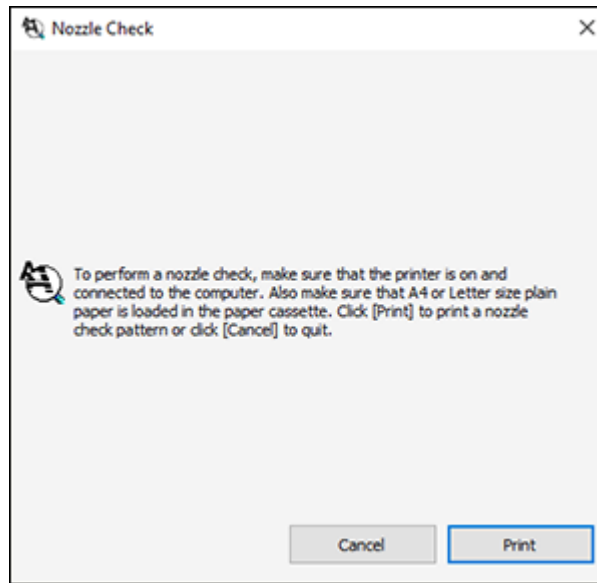 Nozzle Check
To perform a nozzle check, make sure that the printer is on and
connected to the computer. Also make sure that A4 or Letter size plain
paper is loaded in the paper cassette. Click [Print] to print a nozzle
check pattern or click [Cancel] to quit.
Cancel Print